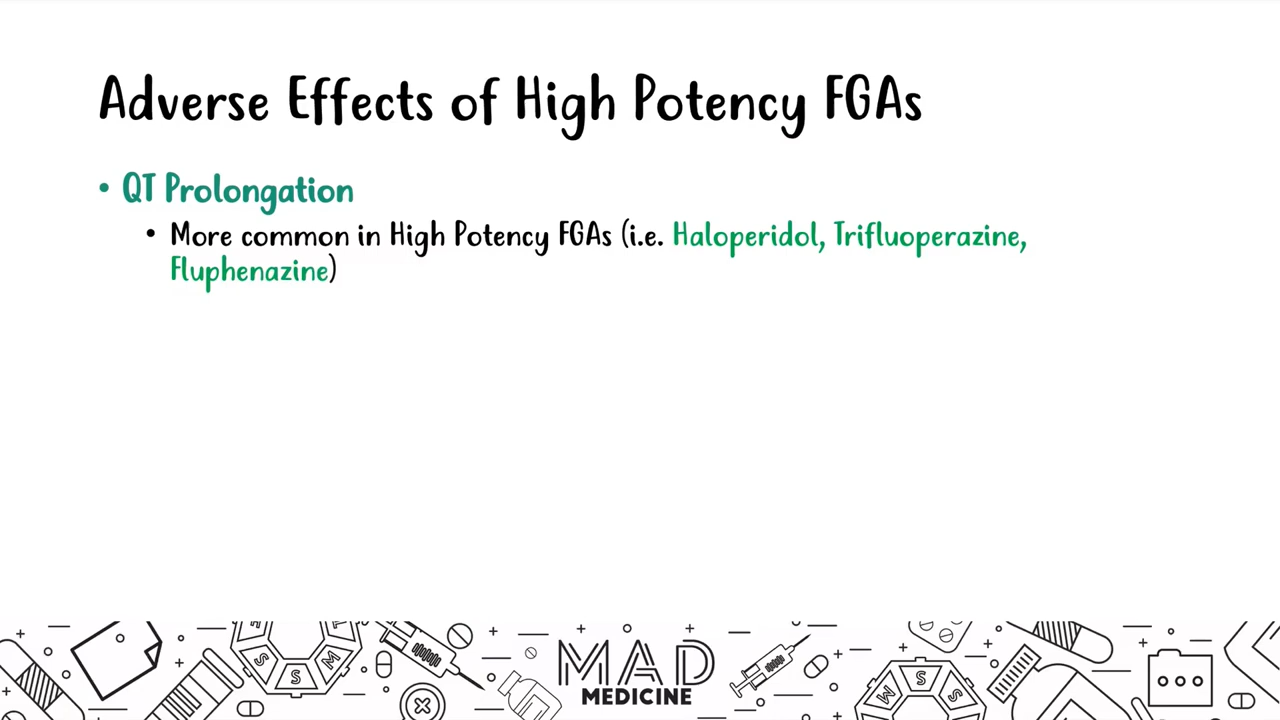 Adverse Effects of High Potency FGAs
• QT Prolongation
• More common in High Potency FGAs (i.e. Haloperidol, Trifluoperazine,
Fluphenazine)
S
S
M
M
S
S
MAD
MEDICINE